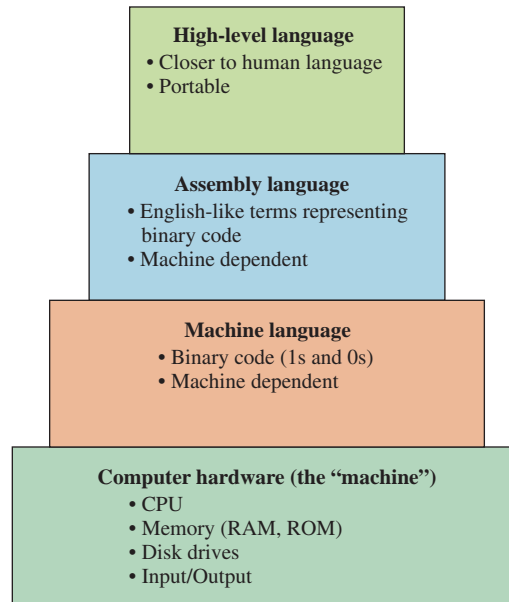 High-level language
• Closer to human language
• Portable
Assembly language
• English-like terms representing
binary code
• Machine dependent
Machine language
• Binary code (1s and 0s)
• Machine dependent
Computer hardware (the “machine”)
• CPU
• Memory (RAM, ROM)
• Disk drives
• Input/Output